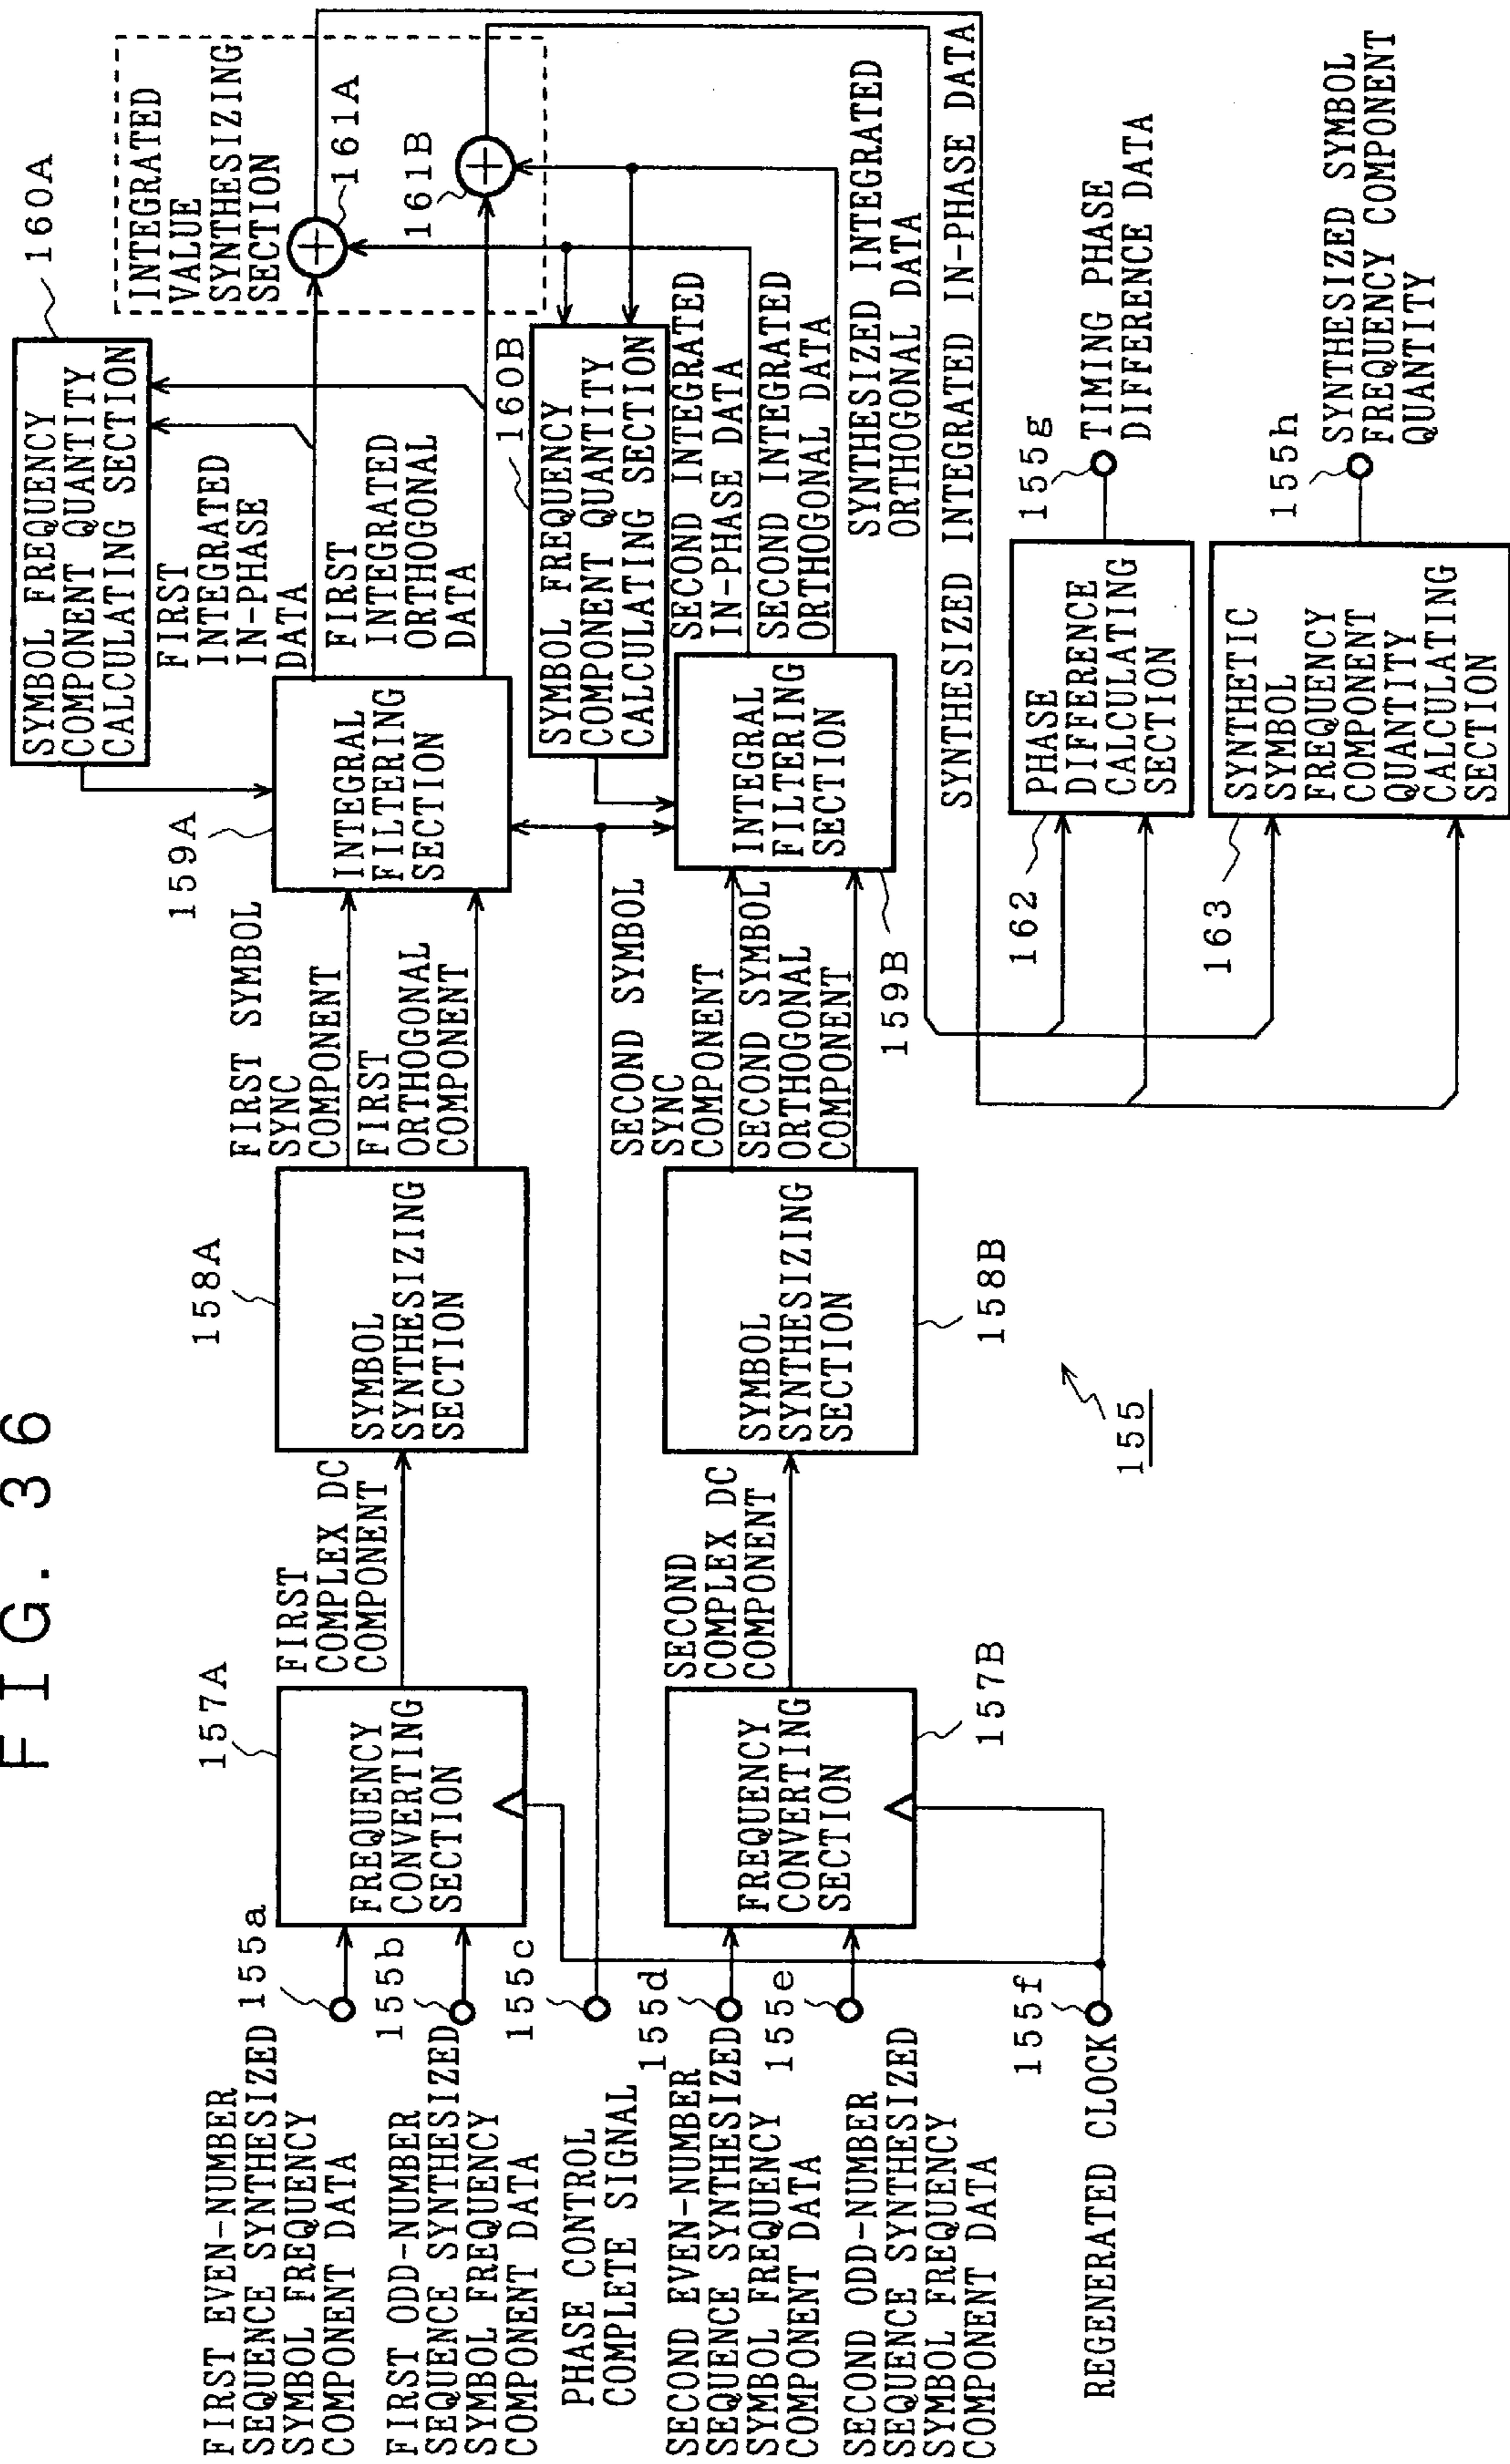 FIG. 36
FIRST EVEN-NUMBER
SEQUENCE SYNTHESIZED
SYMBOL FREQUENCY
COMPONENT DATA
155a
FIRST ODD-NUMBER
SEQUENCE SYNTHESIZED
SYMBOL FREQUENCY
COMPONENT DATA
155b
PHASE CONTROL
COMPLETE SIGNAL
155c
SECOND EVEN-NUMBER
SEQUENCE SYNTHESIZED
SYMBOL FREQUENCY
COMPONENT DATA
155d
SECOND ODD-NUMBER
SEQUENCE SYNTHESIZED
SYMBOL FREQUENCY
COMPONENT DATA
155e
REGENERATED CLOCK
155f
157A
FREQUENCY
CONVERTING
SECTION
FREQUENCY
CONVERTING
SECTION
157B
FIRST
COMPLEX DC
COMPONENT
SECOND
COMPLEX DC
COMPONENT
158A
SYMBOL
SYNTHESIZING
SECTION
SYMBOL
SYNTHESIZING
SECTION
158B
155
FIRST SYMBOL
SYNC
COMPONENT
FIRST
ORTHOGONAL
COMPONENT
SECOND SYMBOL
SYNC
COMPONENT
SECOND SYMBOL
ORTHOGONAL
COMPONENT
159A
INTEGRAL
FILTERING
SECTION
INTEGRAL
FILTERING
SECTION
159B
160A
SYMBOL FREQUENCY
COMPONENT QUANTITY
CALCULATING SECTION
FIRST
INTEGRATED
IN-PHASE
DATA
FIRST
INTEGRATED
ORTHOGONAL
DATA
160B
SYMBOL FREQUENCY
COMPONENT QUANTITY
CALCULATING SECTION
SECOND INTEGRATED
IN-PHASE DATA
SECOND INTEGRATED
ORTHOGONAL DATA
INTEGRATED
VALUE
SYNTHESIZING
SECTION
161A
161B
SYNTHESIZED INTEGRATED
ORTHOGONAL DATA
SYNTHESIZED INTEGRATED IN-PHASE DATA
162
PHASE
DIFFERENCE
CALCULATING
SECTION
155g
TIMING PHASE
DIFFERENCE DATA
163
SYNTHETIC
SYMBOL
FREQUENCY
COMPONENT
QUANTITY
CALCULATING
SECTION
155h
SYNTHESIZED SYMBOL
FREQUENCY COMPONENT
QUANTITY